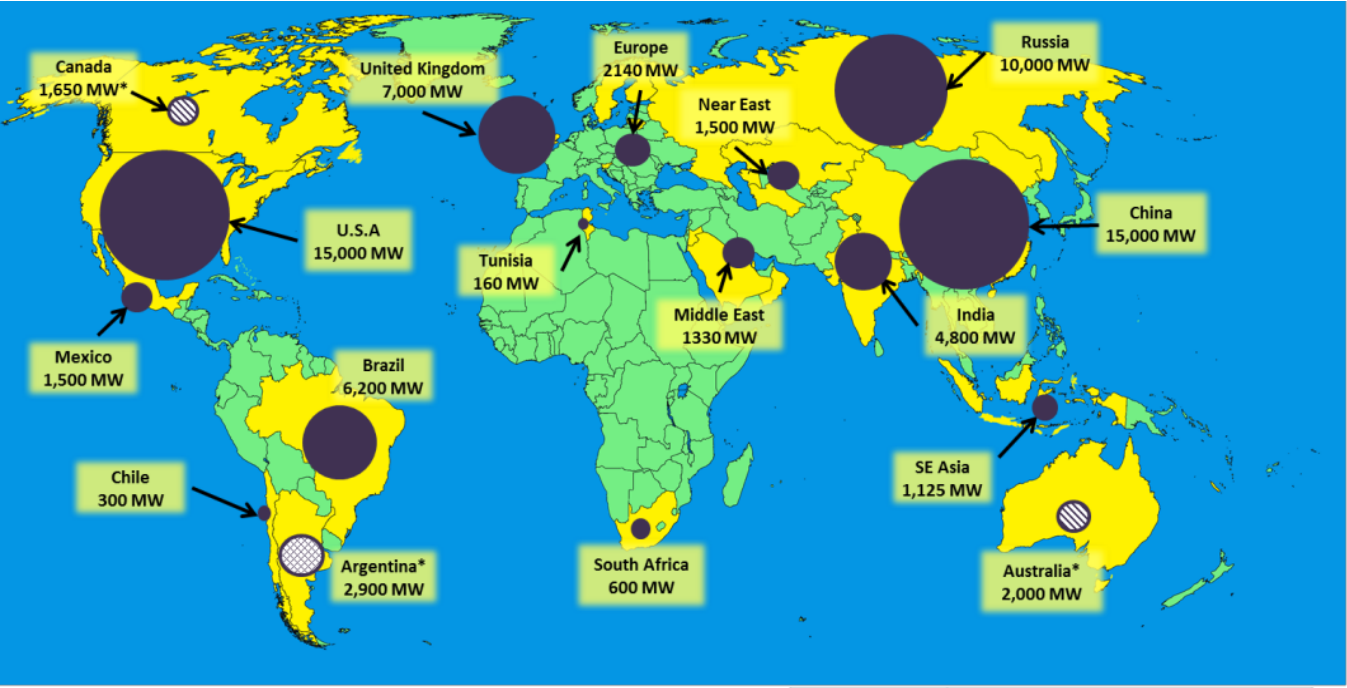 Canada
1,650 MW*
United Kingdom
7,000 MW
Europe
2140 MW
Near East
1,500 MW
Russia
10,000 MW
U.S.A
15,000 MW
Tunisia
160 MW
Middle East
1330 MW
India
4,800 MW
China
15,000 MW
Mexico
1,500 MW
Brazil
6,200 MW
Chile
300 MW
Argentina*
2,900 MW
South Africa
600 MW
SE Asia
1,125 MW
Australia*
2,000 MW